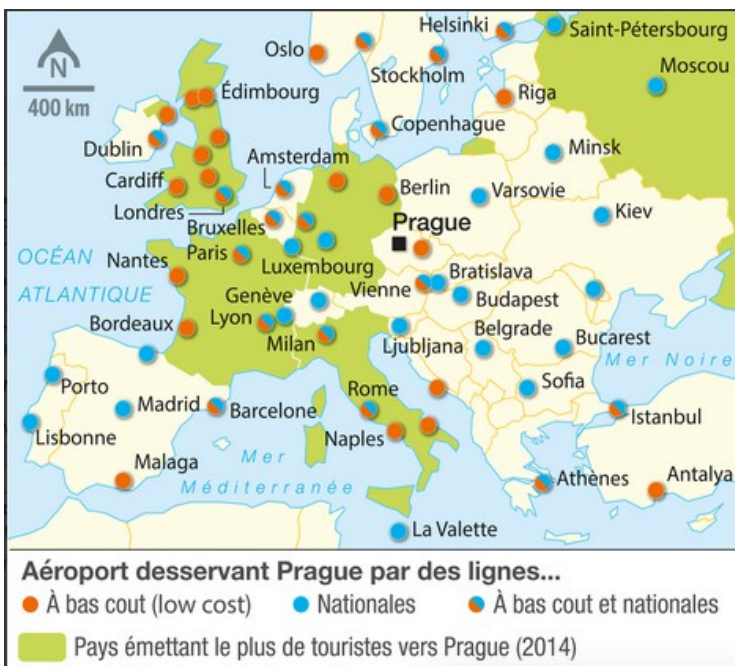 N
400 km
Oslo
Helsinki
Saint-Pétersbourg
Stockholm
Moscou
Édimbourg
Riga
Copenhague
Dublin
Minsk
Amsterdam
Cardiff
Berlin
Varsovie
Londres
Kiev
Bruxelles
Prague
OCÉAN
ATLANTIQUE
Paris
Nantes
Luxembourg
Bratislava
Vienne
Genève
Budapest
Lyon
Bordeaux
Milan
Ljubljana
Belgrade
Bucarest
Mer Noire
Porto
Rome
Sofia
Madrid
Barcelone
Istanbul
Lisbonne
Naples
Malaga
Mer
Méditerranée
Athènes
Antalya
La Valette
Aéroport desservant Prague par des lignes...
À bas cout (low cost) Nationales À bas cout et nationales
Pays émettant le plus de touristes vers Prague (2014)